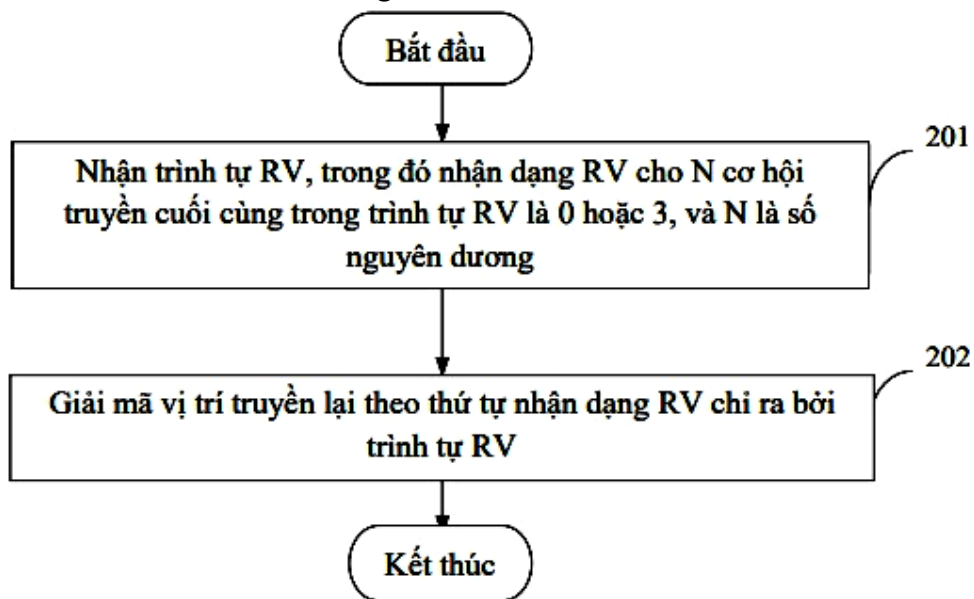 Bắt đầu
201
Nhận trình tự RV, trong đó nhận dạng RV cho N cơ hội
truyền cuối cùng trong trình tự RV là 0 hoặc 3, và N là số
nguyên dương
202
Giải mã vị trí truyền lại theo thứ tự nhận dạng RV chỉ ra bởi
trình tự RV
Kết thúc